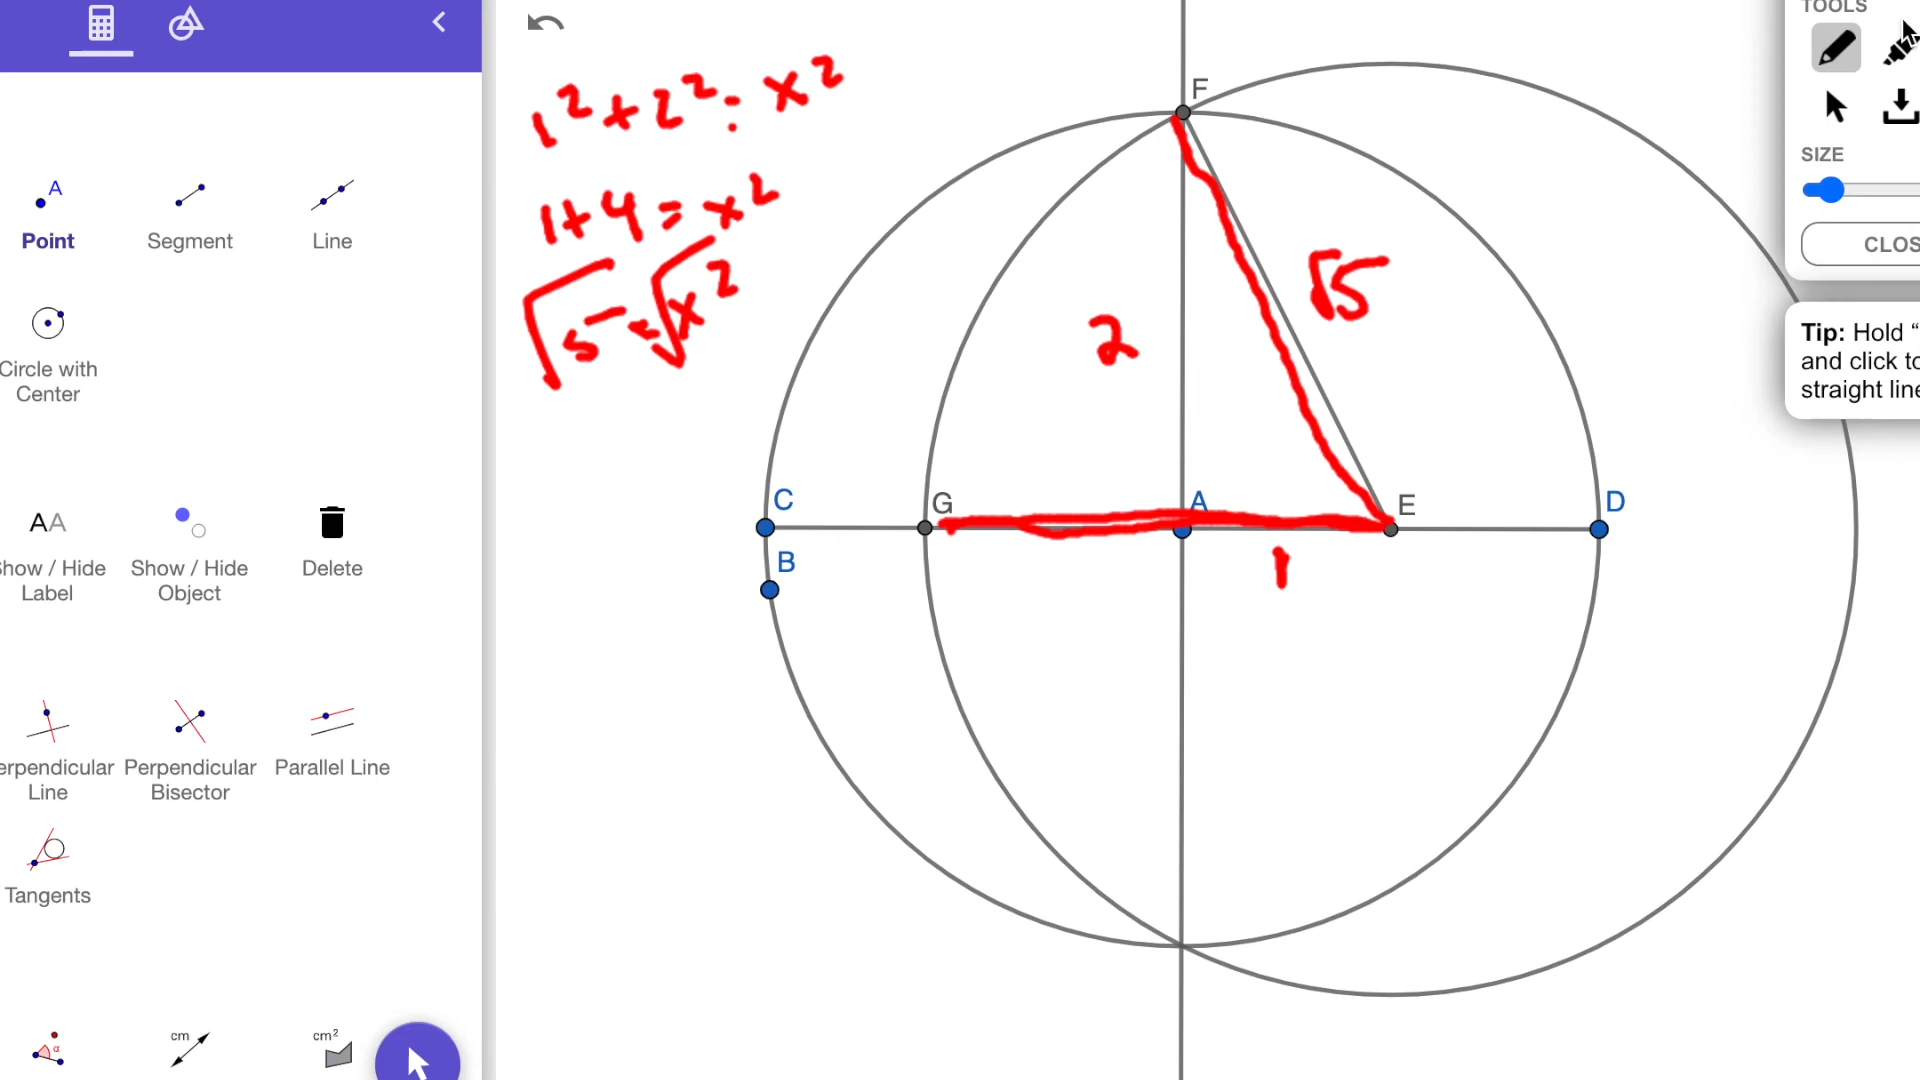 A
Point
Segment
Line
Circle with
Center
AA
Show / Hide
Label
Show / Hide
Object
Delete
erpendicular
Line
Perpendicular
Bisector
Parallel Line
Tangents
α
cm
cm²
1² + 2² = x²
1 + 4 = x²
√5 = √x²
F
2
√5
C
G
A
E
D
B
1
TOOLS
SIZE
CLOS
Tip: Hold “
and click to
straight line